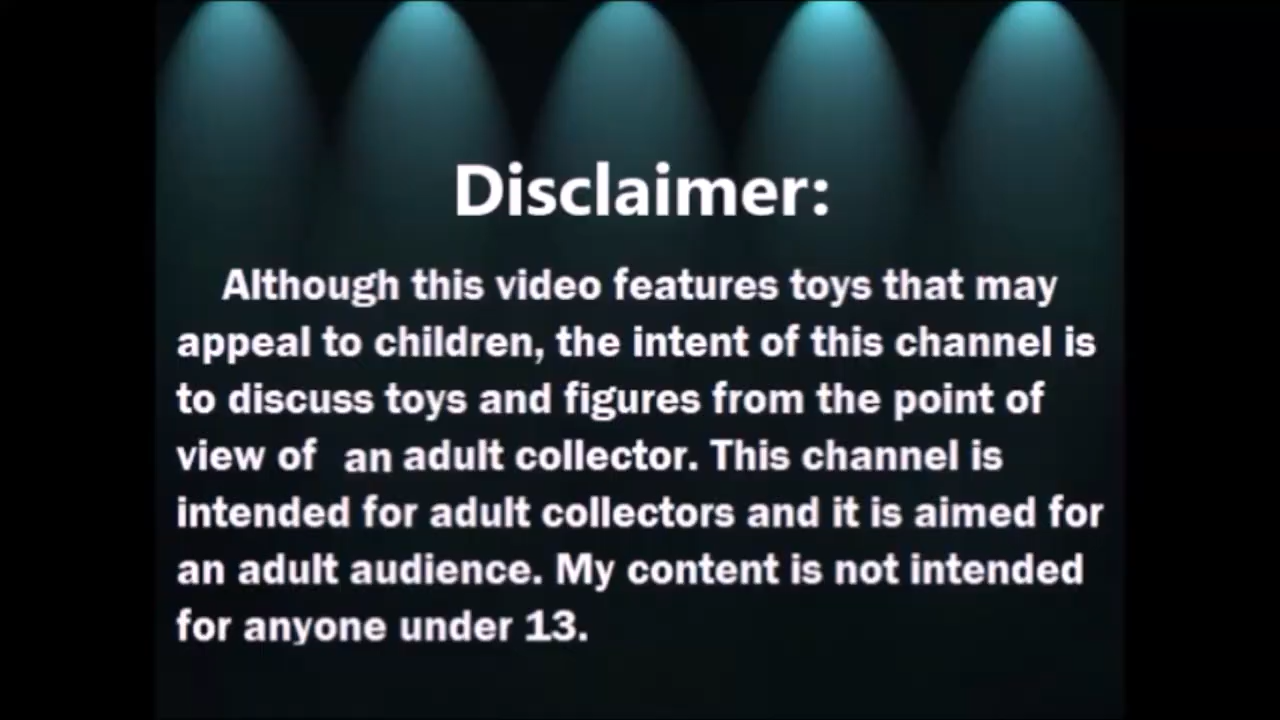 Disclaimer:
Although this video features toys that may
appeal to children, the intent of this channel is
to discuss toys and figures from the point of
view of an adult collector. This channel is
intended for adult collectors and it is aimed for
an adult audience. My content is not intended
for anyone under 13.